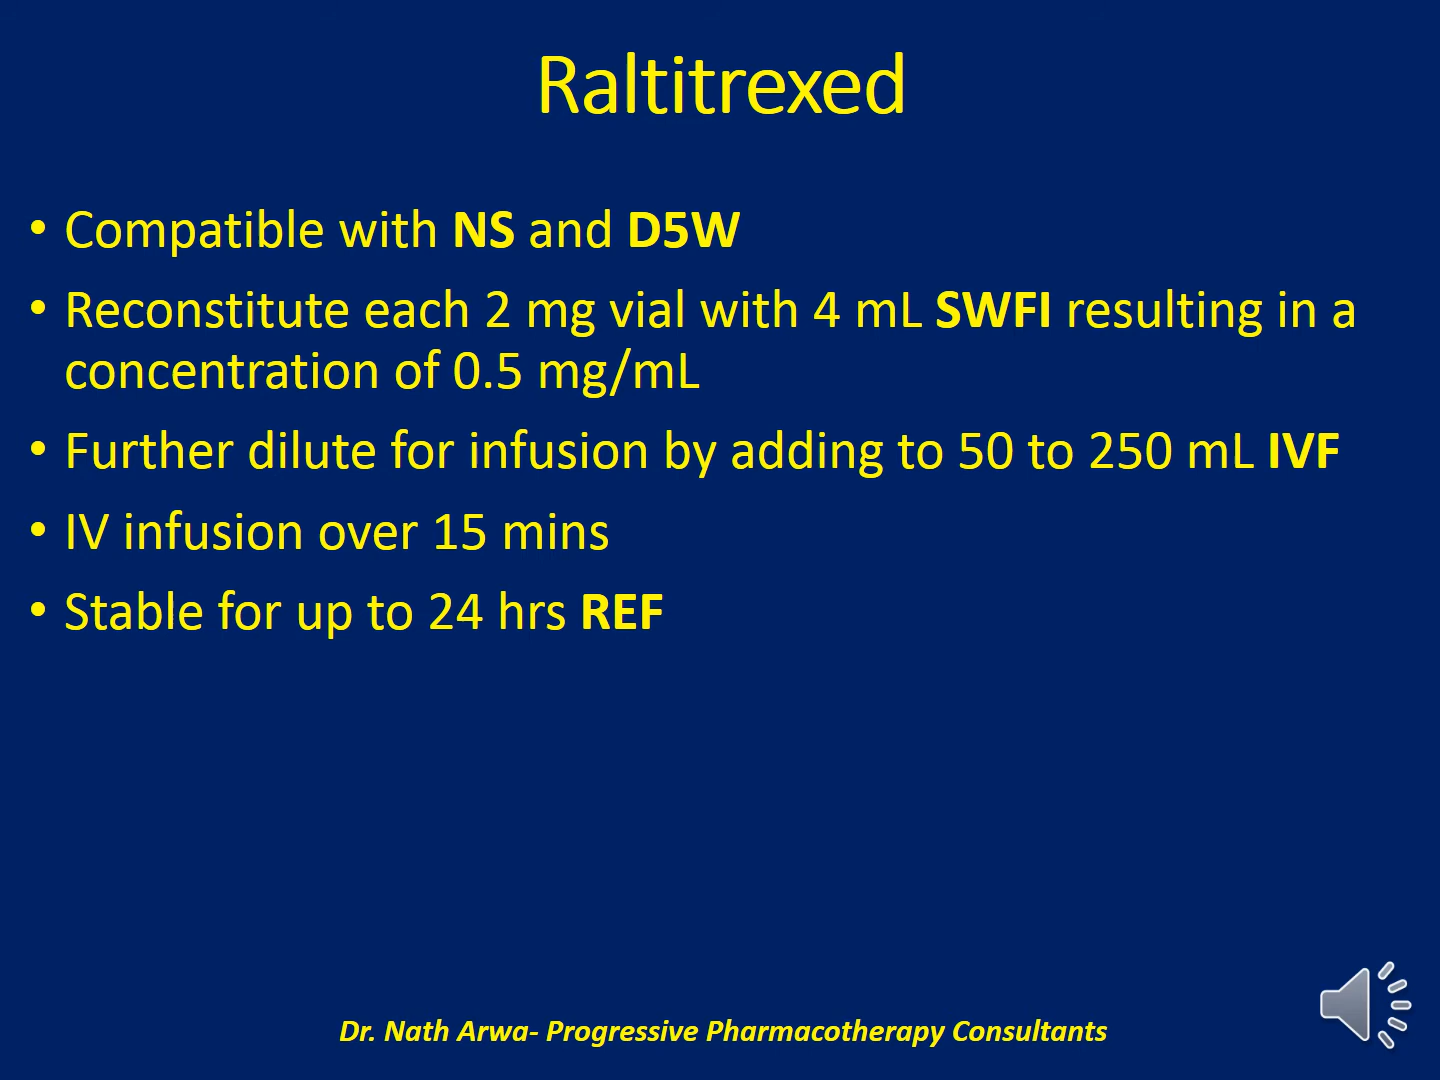 Raltitrexed
• Compatible with NS and D5W
• Reconstitute each 2 mg vial with 4 mL SWFI resulting in a
concentration of 0.5 mg/mL
• Further dilute for infusion by adding to 50 to 250 mL IVF
• IV infusion over 15 mins
• Stable for up to 24 hrs REF
Dr. Nath Arwa- Progressive Pharmacotherapy Consultants